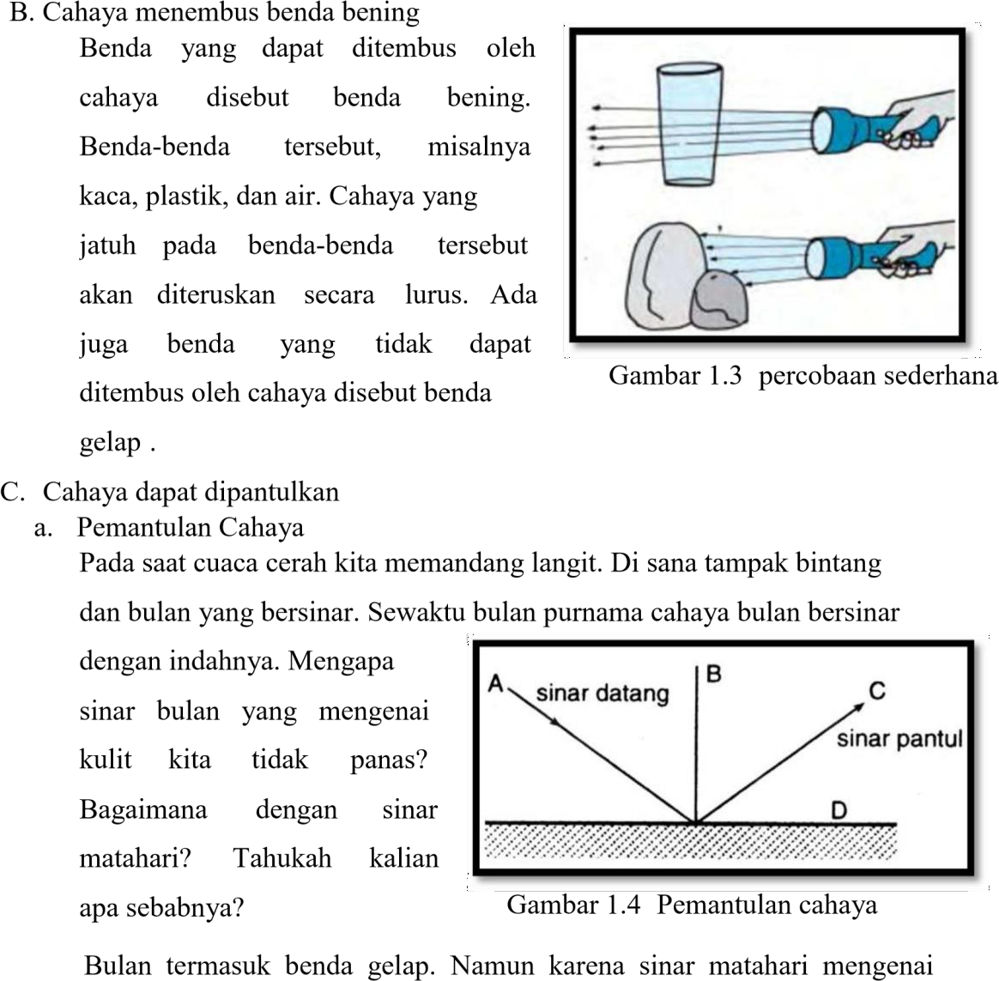 B. Cahaya menembus benda bening
Benda yang dapat ditembus oleh
cahaya disebut benda bening.
Benda-benda tersebut, misalnya
kaca, plastik, dan air. Cahaya yang
jatuh pada benda-benda tersebut
akan diteruskan secara lurus. Ada
juga benda yang tidak dapat
ditembus oleh cahaya disebut benda
gelap .
Gambar 1.3 percobaan sederhana
C. Cahaya dapat dipantulkan
a. Pemantulan Cahaya
Pada saat cuaca cerah kita memandang langit. Di sana tampak bintang
dan bulan yang bersinar. Sewaktu bulan purnama cahaya bulan bersinar
dengan indahnya. Mengapa
sinar bulan yang mengenai
kulit kita tidak panas?
Bagaimana dengan sinar
matahari? Tahukah kalian
apa sebabnya?
A
sinar datang
B
C
sinar pantul
D
Gambar 1.4 Pemantulan cahaya
Bulan termasuk benda gelap. Namun karena sinar matahari mengenai